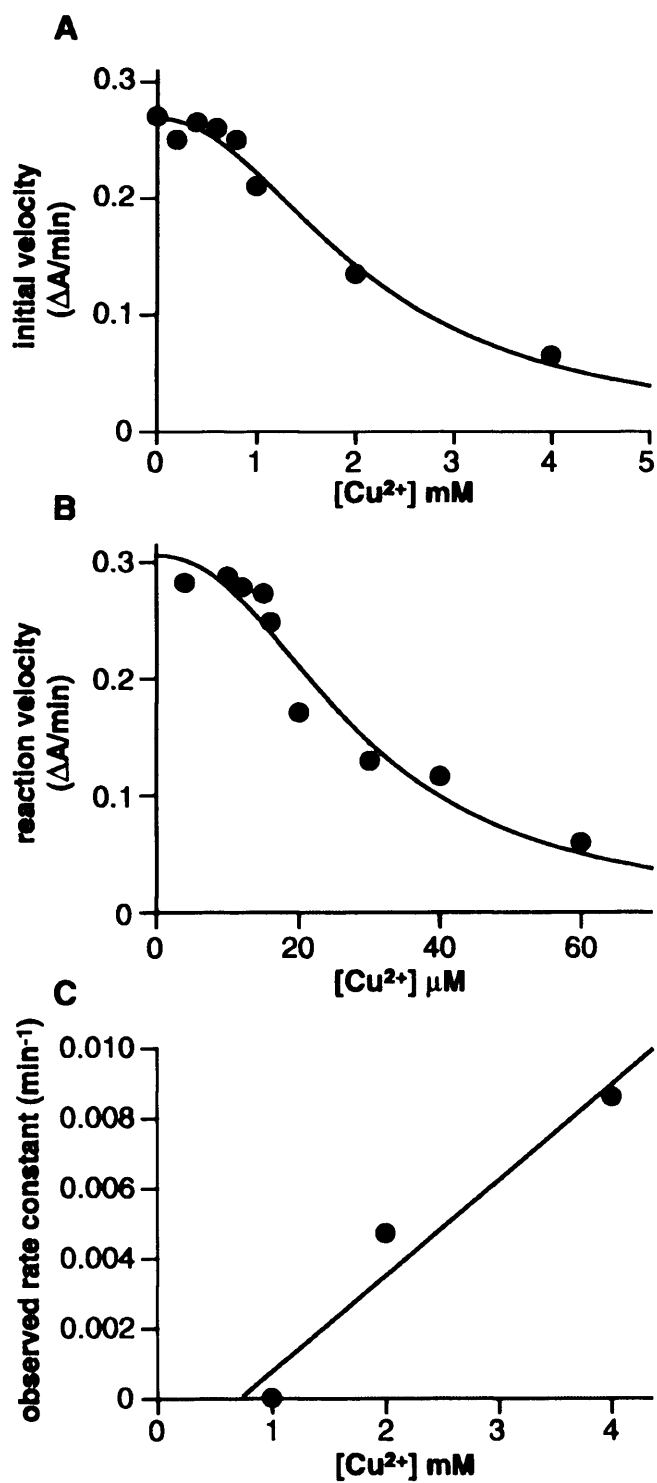 A
initial velocity
(ΔA/min)
0.3
0.2
0.1
0
0 1 2 3 4 5
[Cu²⁺] mM
B
reaction velocity
(ΔA/min)
0.3
0.2
0.1
0
0 20 40 60
[Cu²⁺] μM
C
observed rate constant (min⁻¹)
0.010
0.008
0.006
0.004
0.002
0
0 1 2 3 4
[Cu²⁺] mM